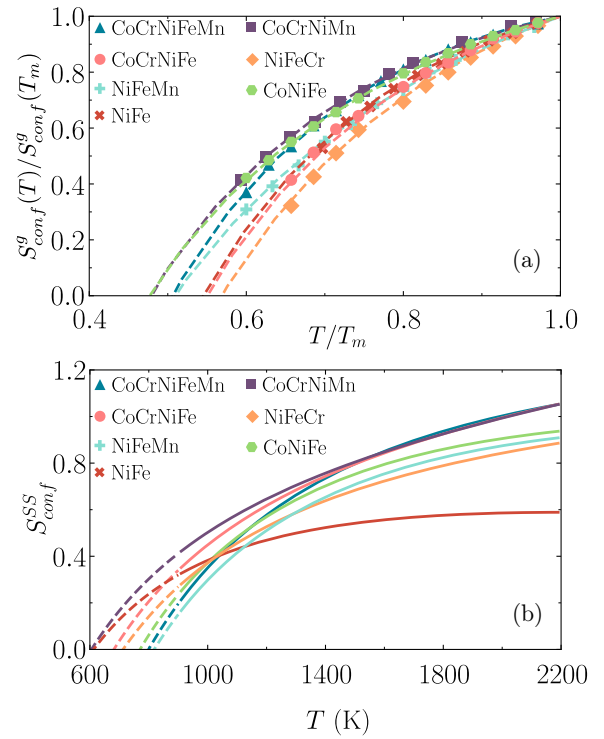 1.0
0.8
0.6
0.4
0.2
0.0
S^g_conf(T)/S^g_conf(T_m)
CoCrNiFeMn
CoCrNiMn
CoCrNiFe
NiFeCr
NiFeMn
CoNiFe
NiFe
(a)
0.4 0.6 0.8 1.0
T/T_m
1.2
0.8
0.4
0.0
S^SS_conf
CoCrNiFeMn
CoCrNiMn
CoCrNiFe
NiFeCr
NiFeMn
CoNiFe
NiFe
(b)
600 1000 1400 1800 2200
T (K)